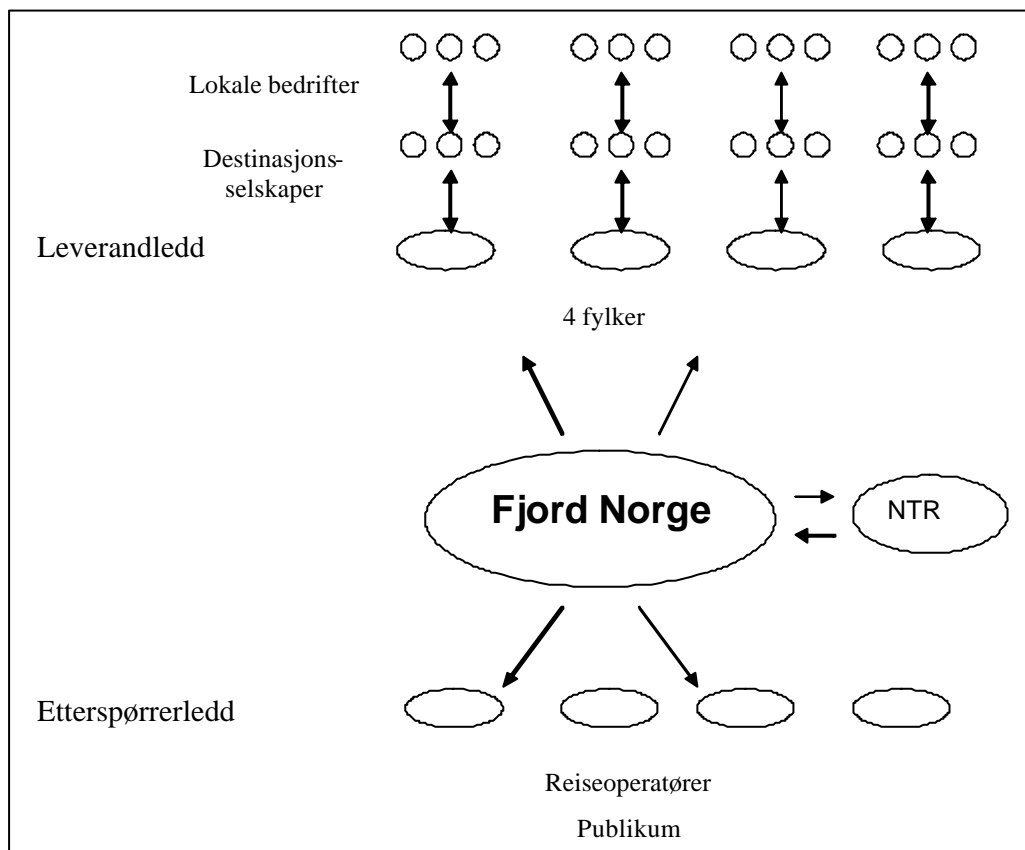 Lokale bedrifter
Destinasjons-
selskaper
Leverandledd
4 fylker
Fjord Norge
NTR
Etterspørrerledd
Reiseoperatører
Publikum